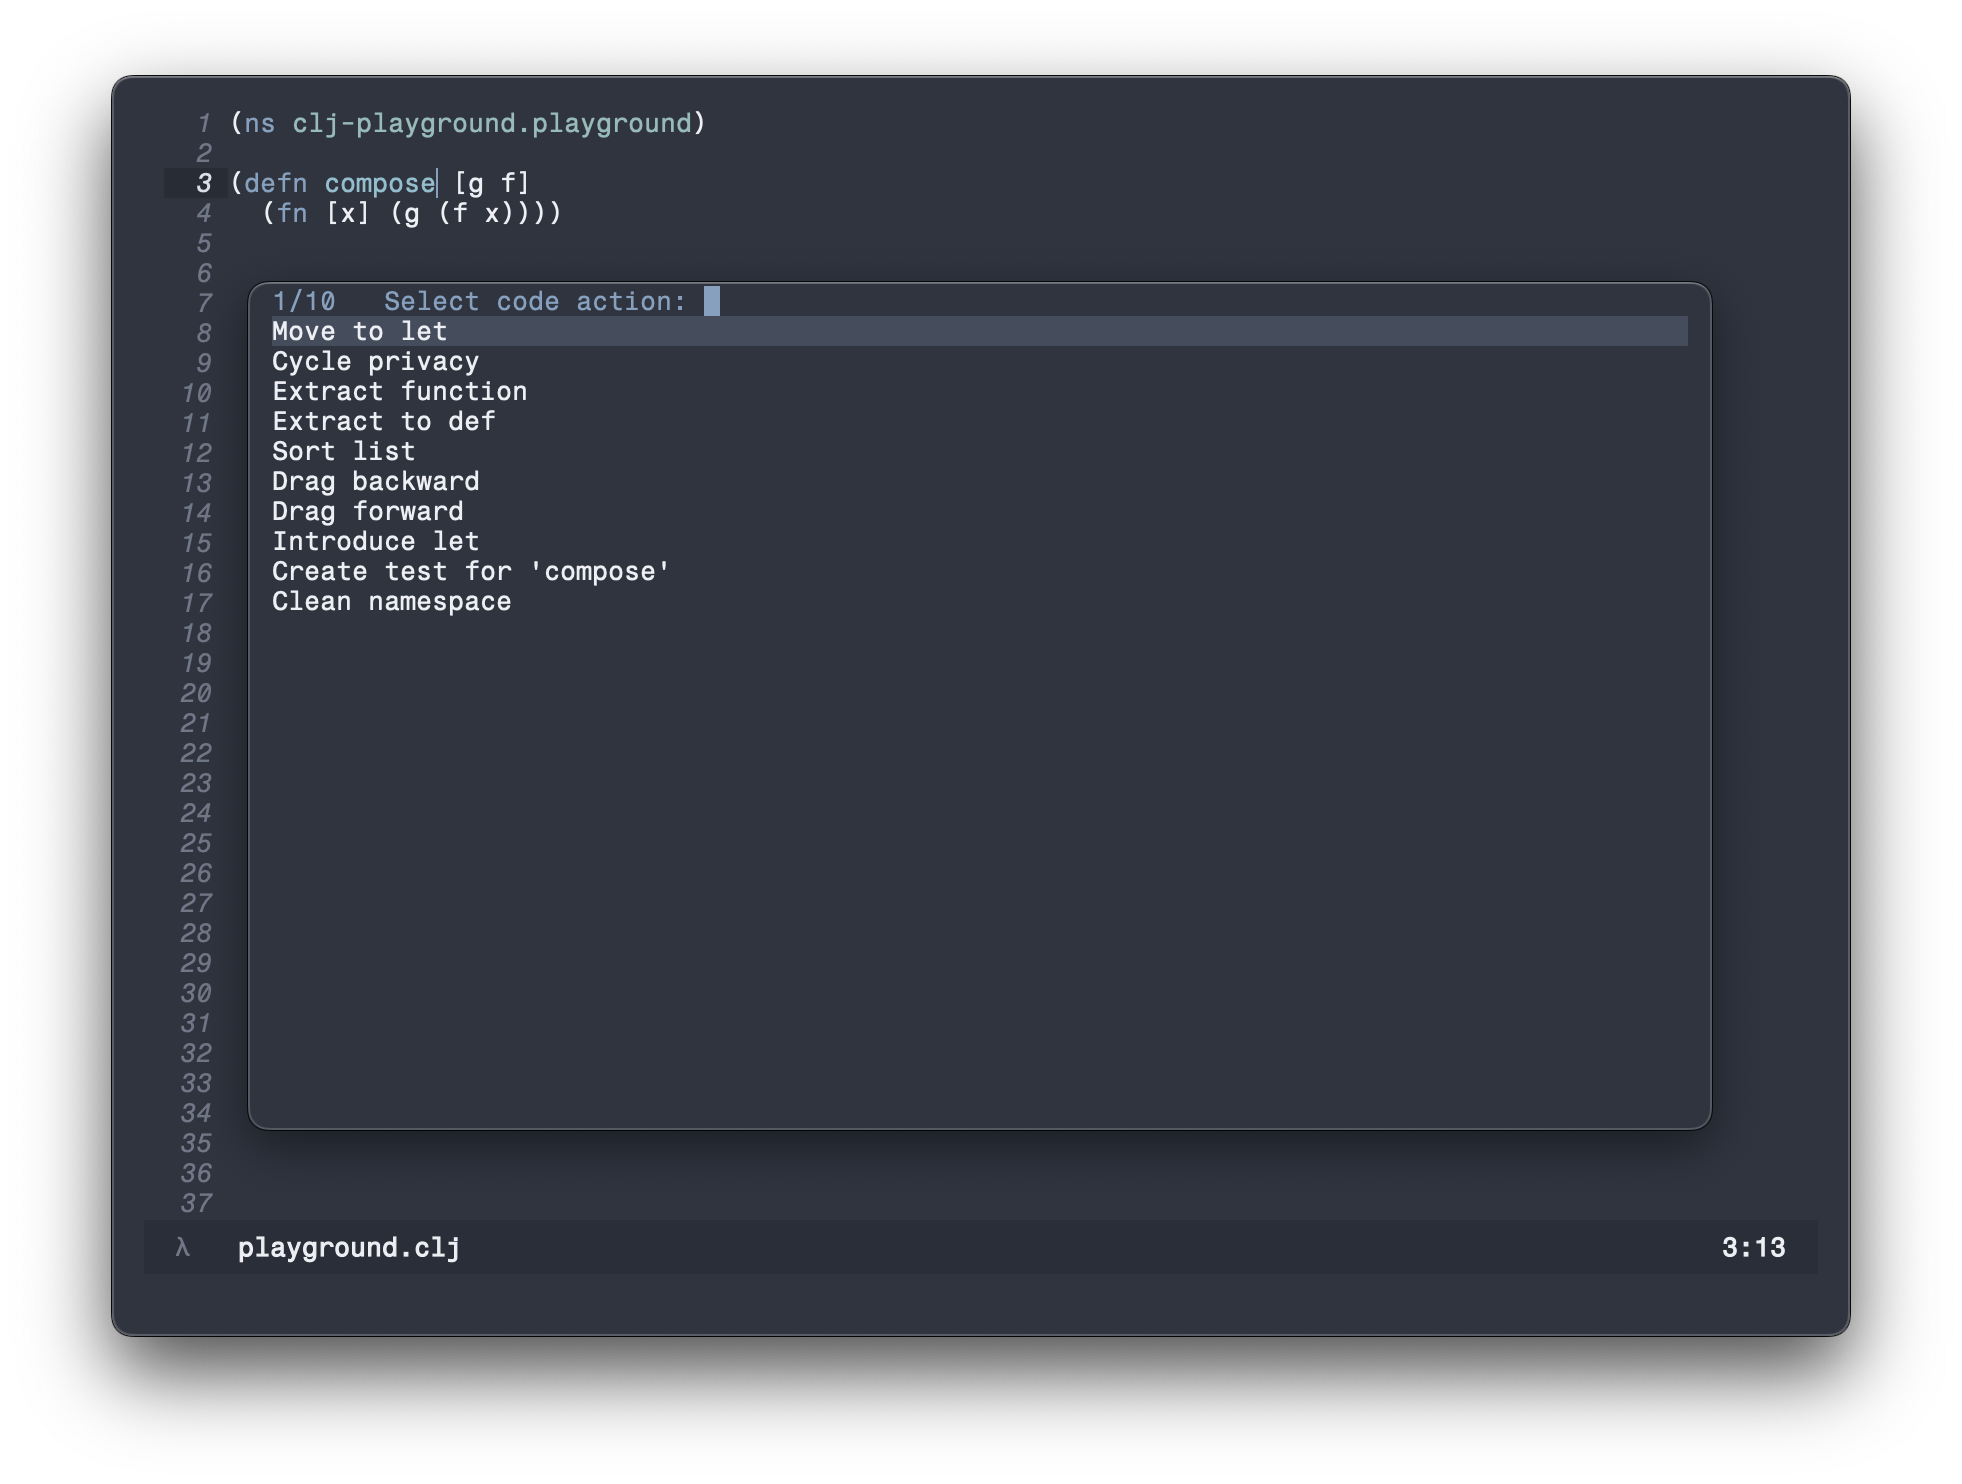 1 (ns clj-playground.playground)
2
3 (defn compose [g f]
4   (fn [x] (g (f x))))
5
6
7
8
9
10
11
12
13
14
15
16
17
18
19
20
21
22
23
24
25
26
27
28
29
30
31
32
33
34
35
36
37
1/10   Select code action:
Move to let
Cycle privacy
Extract function
Extract to def
Sort list
Drag backward
Drag forward
Introduce let
Create test for 'compose'
Clean namespace
λ   playground.clj   3:13